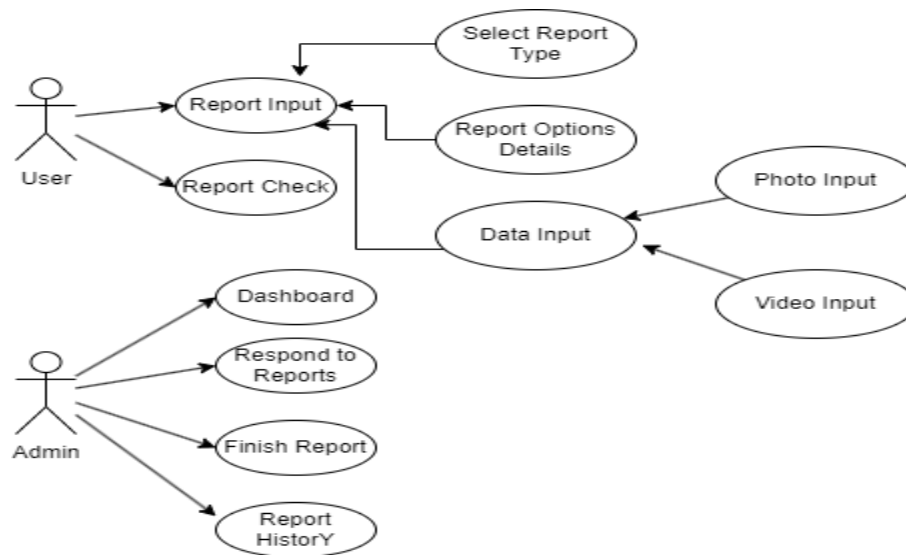 Select Report
Type
Report Input
Report Options
Details
User
Report Check
Photo Input
Data Input
Dashboard
Video Input
Respond to
Reports
Admin
Finish Report
Report
HistorY